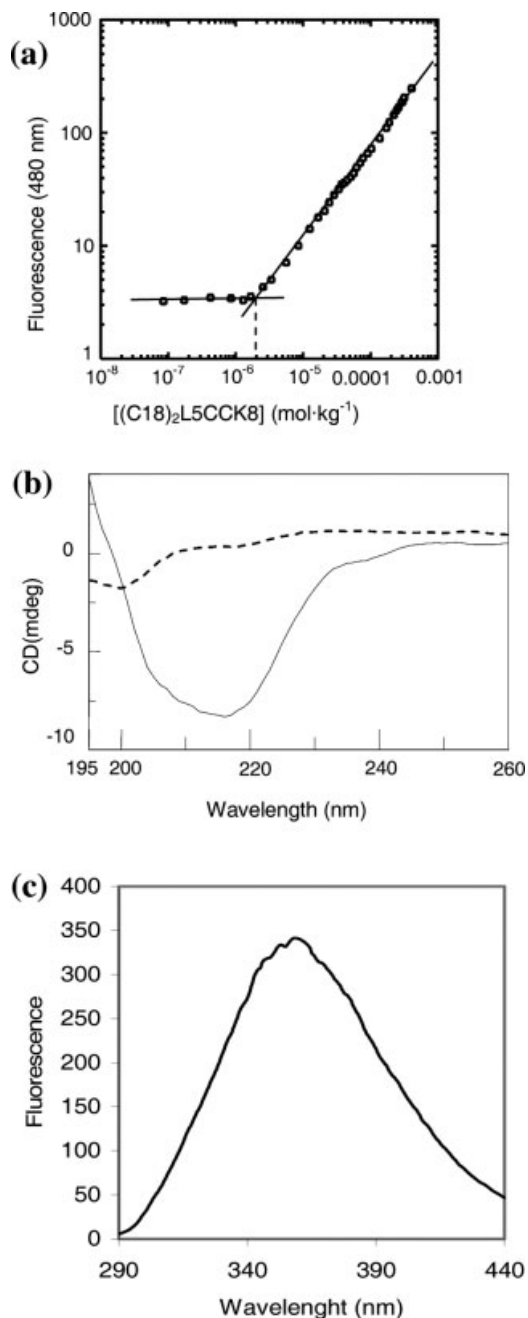 (a)
Fluorescence (480 nm)
1000
100
10
1
10⁻⁸ 10⁻⁷ 10⁻⁶ 10⁻⁵ 0.0001 0.001
[(C18)₂L5CCK8] (mol·kg⁻¹)
(b)
CD(mdeg)
0
-5
-10
195 200 220 240 260
Wavelength (nm)
(c)
Fluorescence
400
350
300
250
200
150
100
50
0
290 340 390 440
Wavelenght (nm)